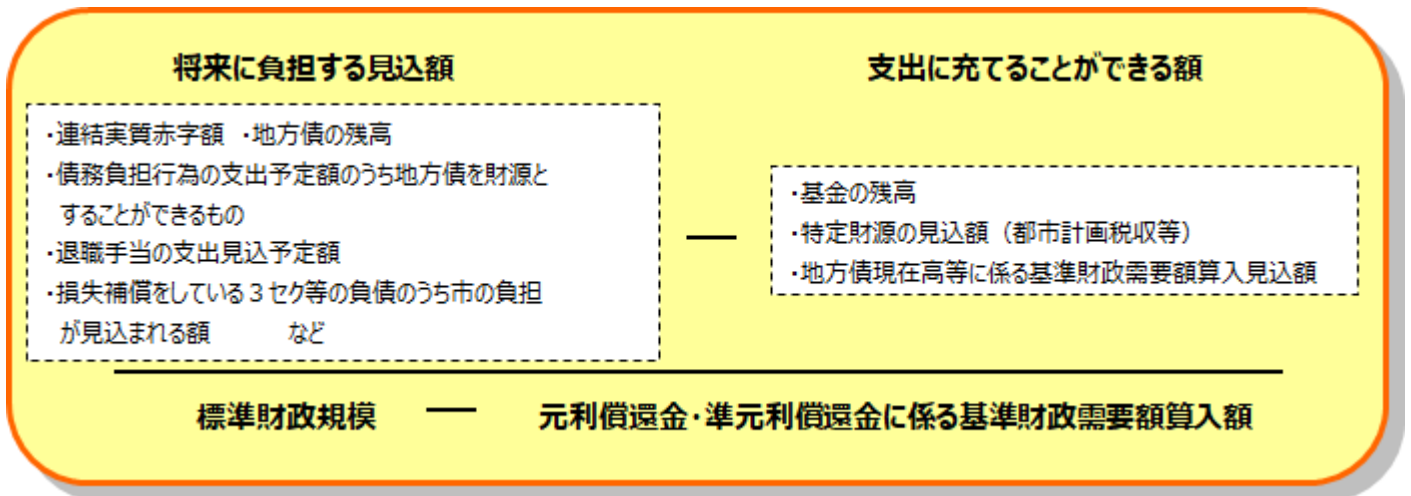 将来に負担する見込額
・連結実質赤字額 ・地方債の残高
・債務負担行為の支出予定額のうち地方債を財源と
することができるもの
・退職手当の支出見込予定額
・損失補償をしている３セク等の負債のうち市の負担
が見込まれる額 など
―
支出に充てることができる額
・基金の残高
・特定財源の見込額（都市計画税収等）
・地方債現在高等に係る基準財政需要額算入見込額
標準財政規模 ― 元利償還金・準元利償還金に係る基準財政需要額算入額